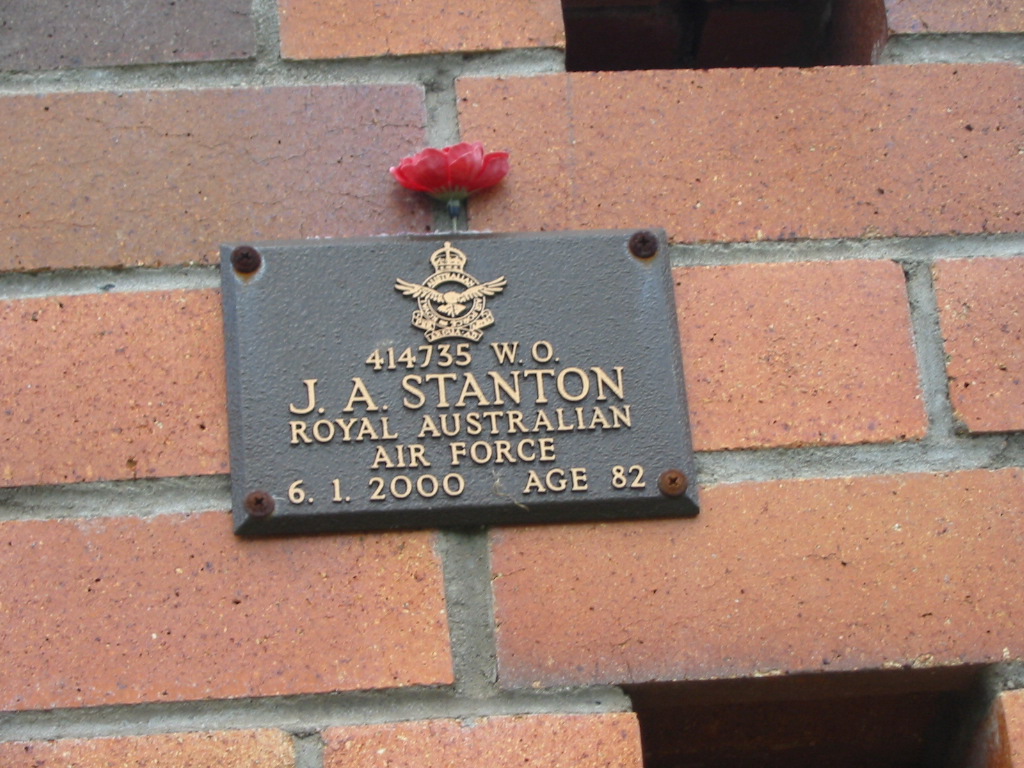 414735 W. O.
J. A. STANTON
ROYAL AUSTRALIAN
AIR FORCE
6. 1. 2000 AGE 82